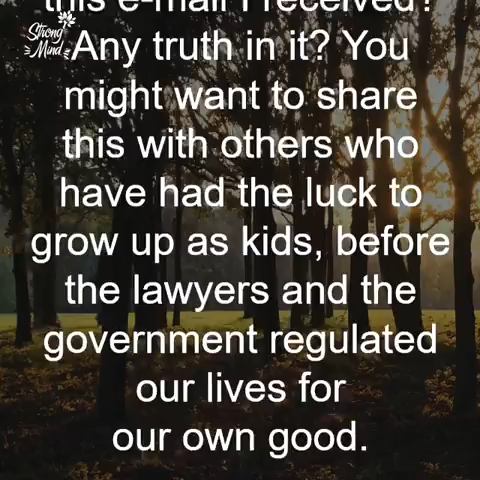 this e-mail I received?
Strong
Mind
Any truth in it? You
might want to share
this with others who
have had the luck to
grow up as kids, before
the lawyers and the
government regulated
our lives for
our own good.